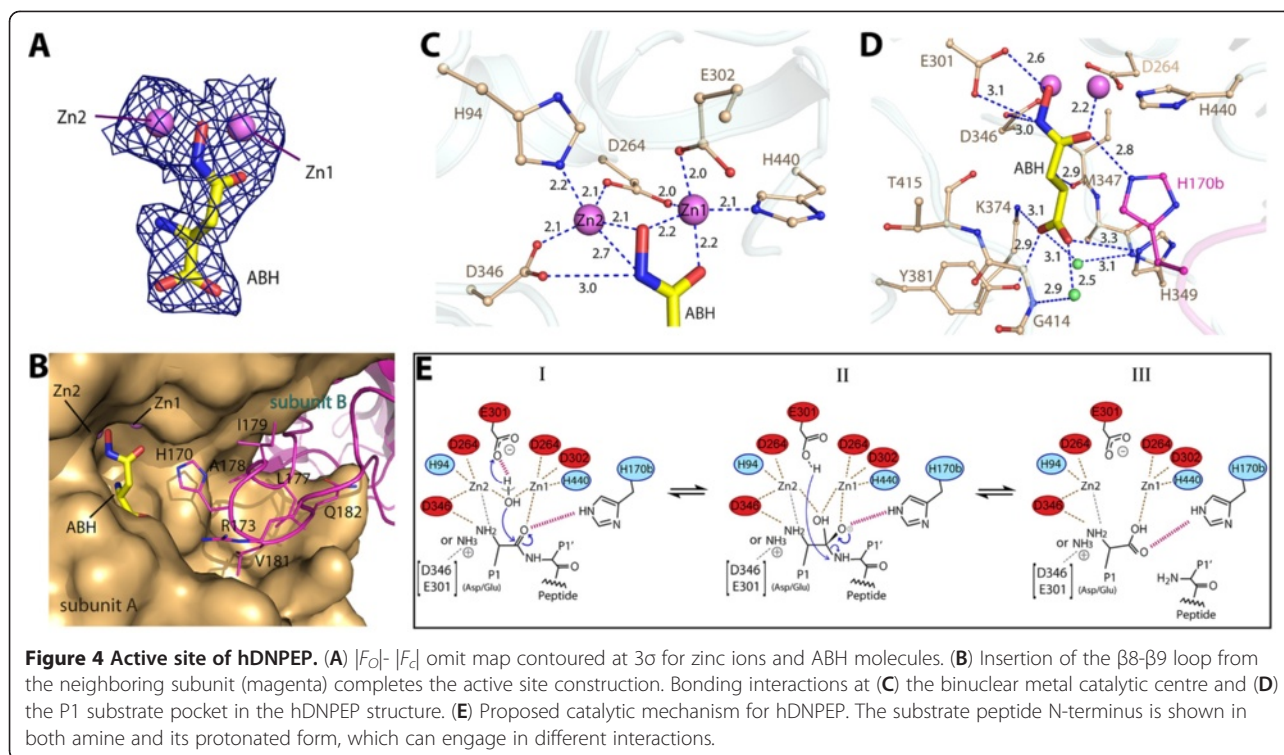 A
Zn2
Zn1
ABH
B
Zn2
Zn1
subunit B
I179
H170
A178
L177
ABH
R173
Q182
V181
subunit A
C
E302
H94
D264
H440
2.0
2.2
2.1
2.0
2.1
Zn2
Zn1
2.1
2.1
2.2
2.2
2.7
D346
3.0
ABH
D
E301
2.6
D264
3.1
2.2
H440
D346
3.0
ABH
2.8
T415
2.9
M347
H170b
K374
3.1
2.9
3.3
3.1
3.1
Y381
2.9
2.5
H349
G414
E
I
II
III
E301
D264
D264
H94
D302
H440
H170b
H
OH
Zn2
Zn1
D346
NH2
O
HN
NH
or NH3
⊕
P1'
D346
E301
P1
(Asp/Glu)
O
Peptide
E301
D264
D264
H94
D302
H440
H170b
O
H
Zn2
Zn1
D346
OH
NH2
O
HN
NH
or NH3
⊕
P1'
D346
E301
P1
(Asp/Glu)
O
Peptide
E301
D264
D264
H94
D302
H440
H170b
Zn2
Zn1
D346
NH2
OH
O
HN
or NH3
⊕
P1'
D346
E301
P1
(Asp/Glu)
H2N
O
Peptide
Figure 4 Active site of hDNPEP. (A) |FO|- |Fc| omit map contoured at 3σ for zinc ions and ABH molecules. (B) Insertion of the β8-β9 loop from
the neighboring subunit (magenta) completes the active site construction. Bonding interactions at (C) the binuclear metal catalytic centre and (D)
the P1 substrate pocket in the hDNPEP structure. (E) Proposed catalytic mechanism for hDNPEP. The substrate peptide N-terminus is shown in
both amine and its protonated form, which can engage in different interactions.